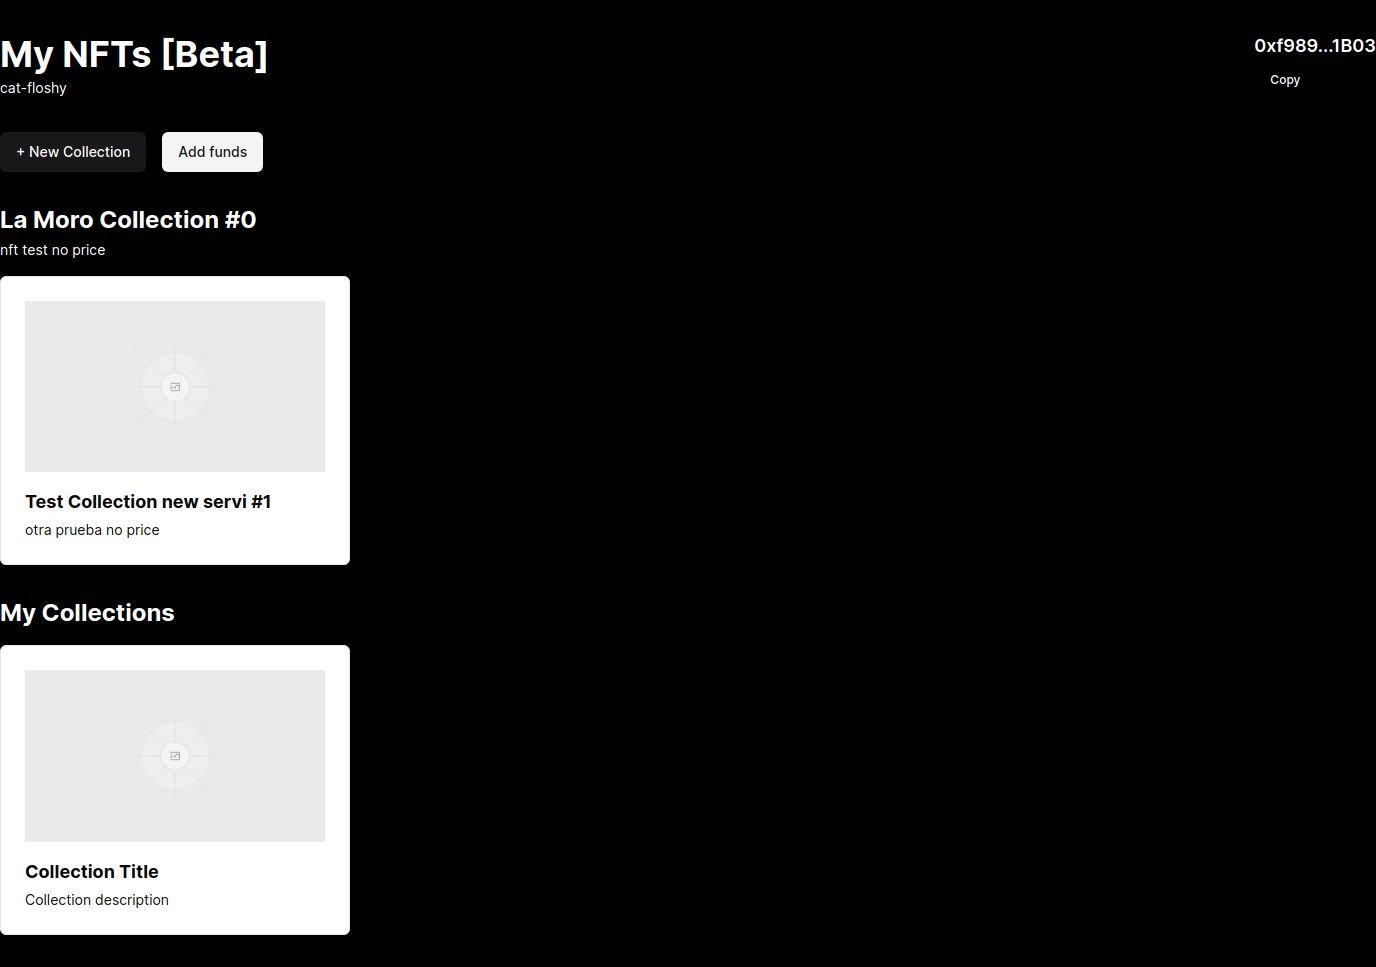 My NFTs [Beta]
0xf989...1B03
cat-floshy
Copy
+ New Collection
Add funds
La Moro Collection #0
nft test no price
Test Collection new servi #1
otra prueba no price
My Collections
Collection Title
Collection description